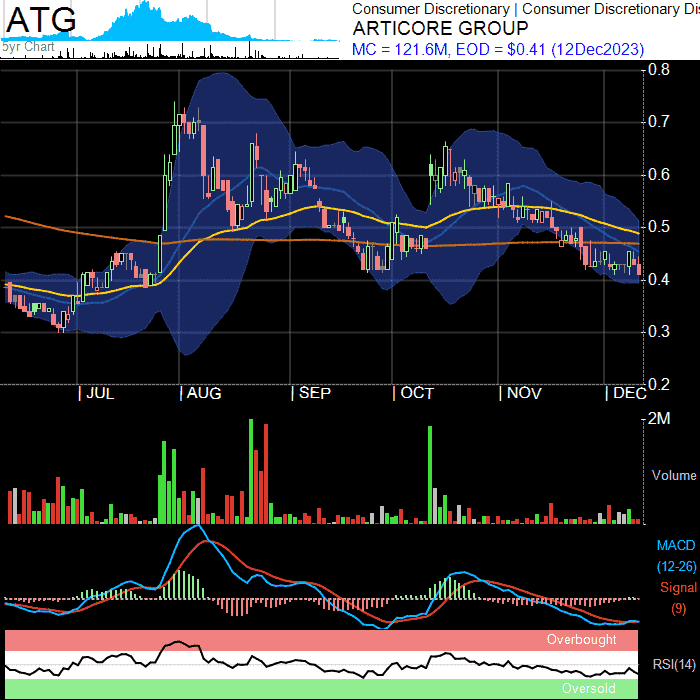 ATG
5yr Chart
Consumer Discretionary | Consumer Discretionary Dis
ARTICORE GROUP
MC = 121.6M, EOD = $0.41 (12Dec2023)
0.8
0.7
0.6
0.5
0.4
0.3
0.2
| JUL | AUG | SEP | OCT | NOV | DEC
2M
Volume
MACD
(12-26)
Signal
(9)
Overbought
RSI(14)
Oversold